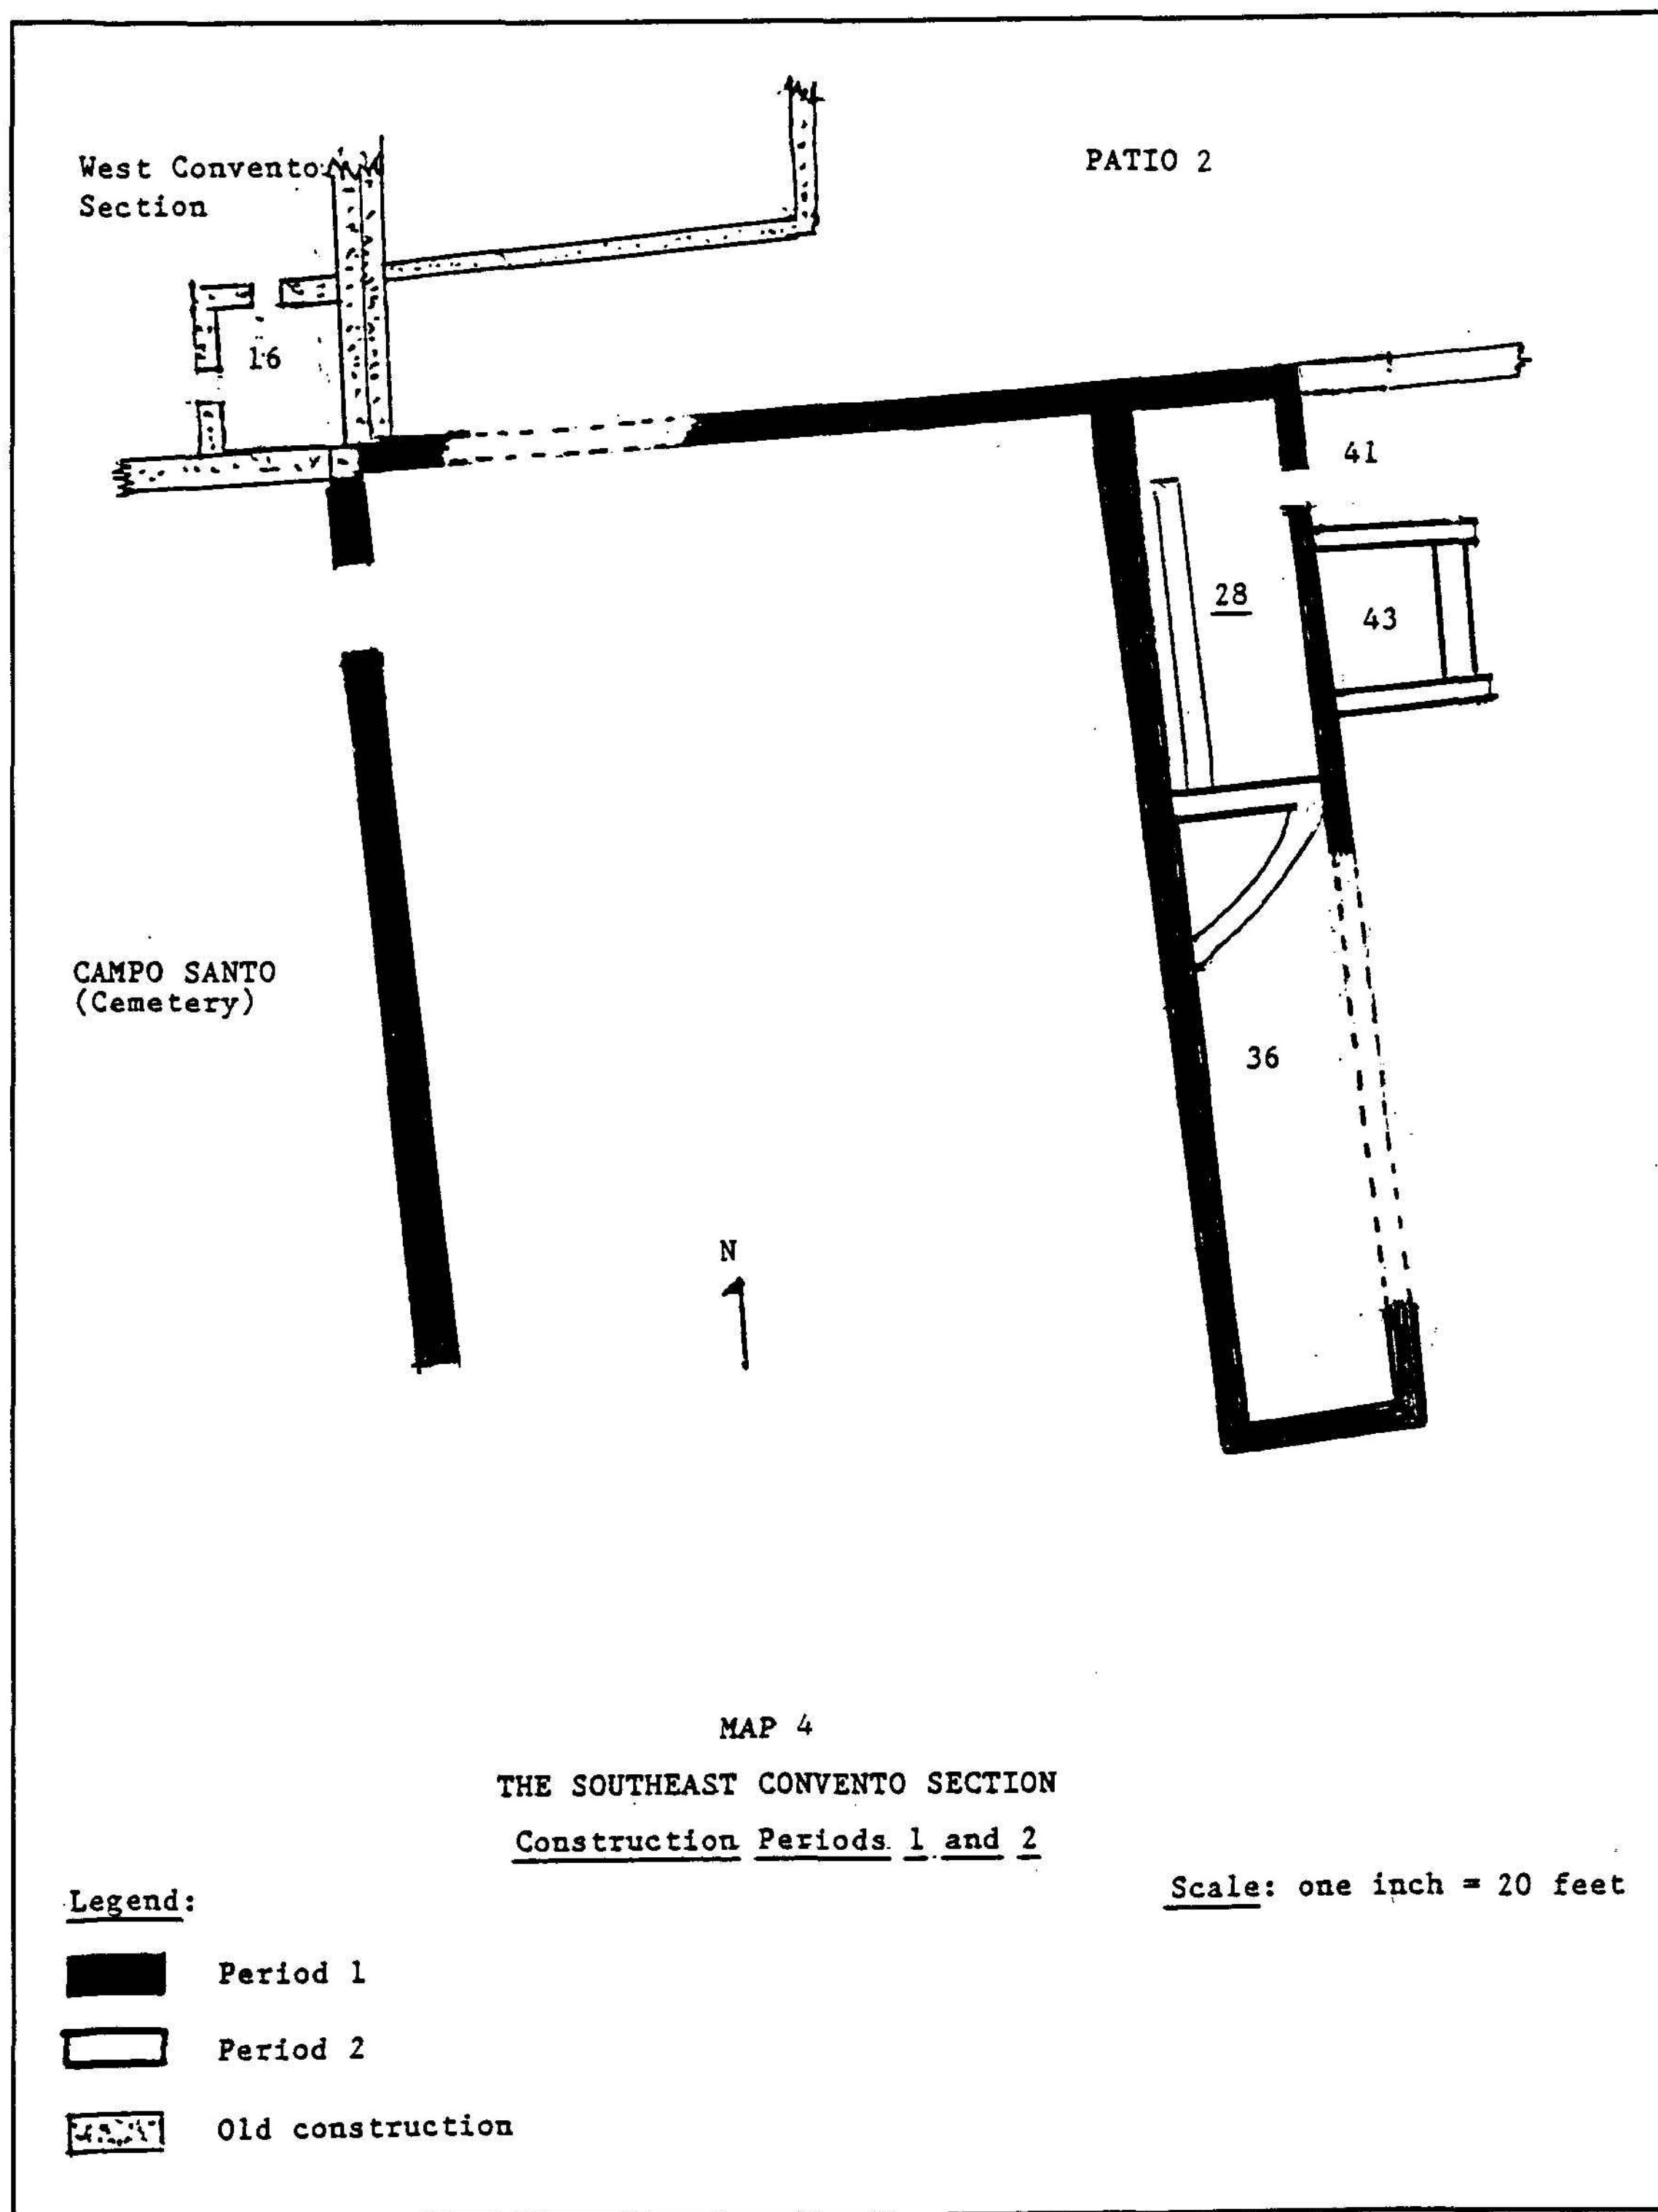 West Convento
Section
PATIO 2
16
41
28
43
CAMPO SANTO
(Cemetery)
36
N
MAP 4
THE SOUTHEAST CONVENTO SECTION
Construction Periods 1 and 2
Legend:
Scale: one inch = 20 feet
Period 1
Period 2
Old construction